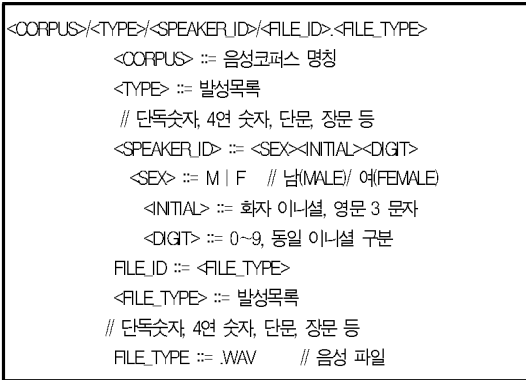 <CORPUS>/<TYPE>/<SPEAKER_ID>/<FILE_ID>.<FILE_TYPE>
<CORPUS> ::= 음성코퍼스 명칭
<TYPE> ::= 발성목록
// 단독숫자, 4연 숫자, 단문, 장문 등
<SPEAKER_ID> ::= <SEX><INITIAL><DIGIT>
<SEX> ::= M | F // 남(MALE)/ 여(FEMALE)
<INITIAL> ::= 화자 이니셜, 영문 3 문자
<DIGIT> ::= 0~9, 동일 이니셜 구분
FILE_ID ::= <FILE_TYPE>
<FILE_TYPE> ::= 발성목록
// 단독숫자, 4연 숫자, 단문, 장문 등
FILE_TYPE ::= .WAV // 음성 파일